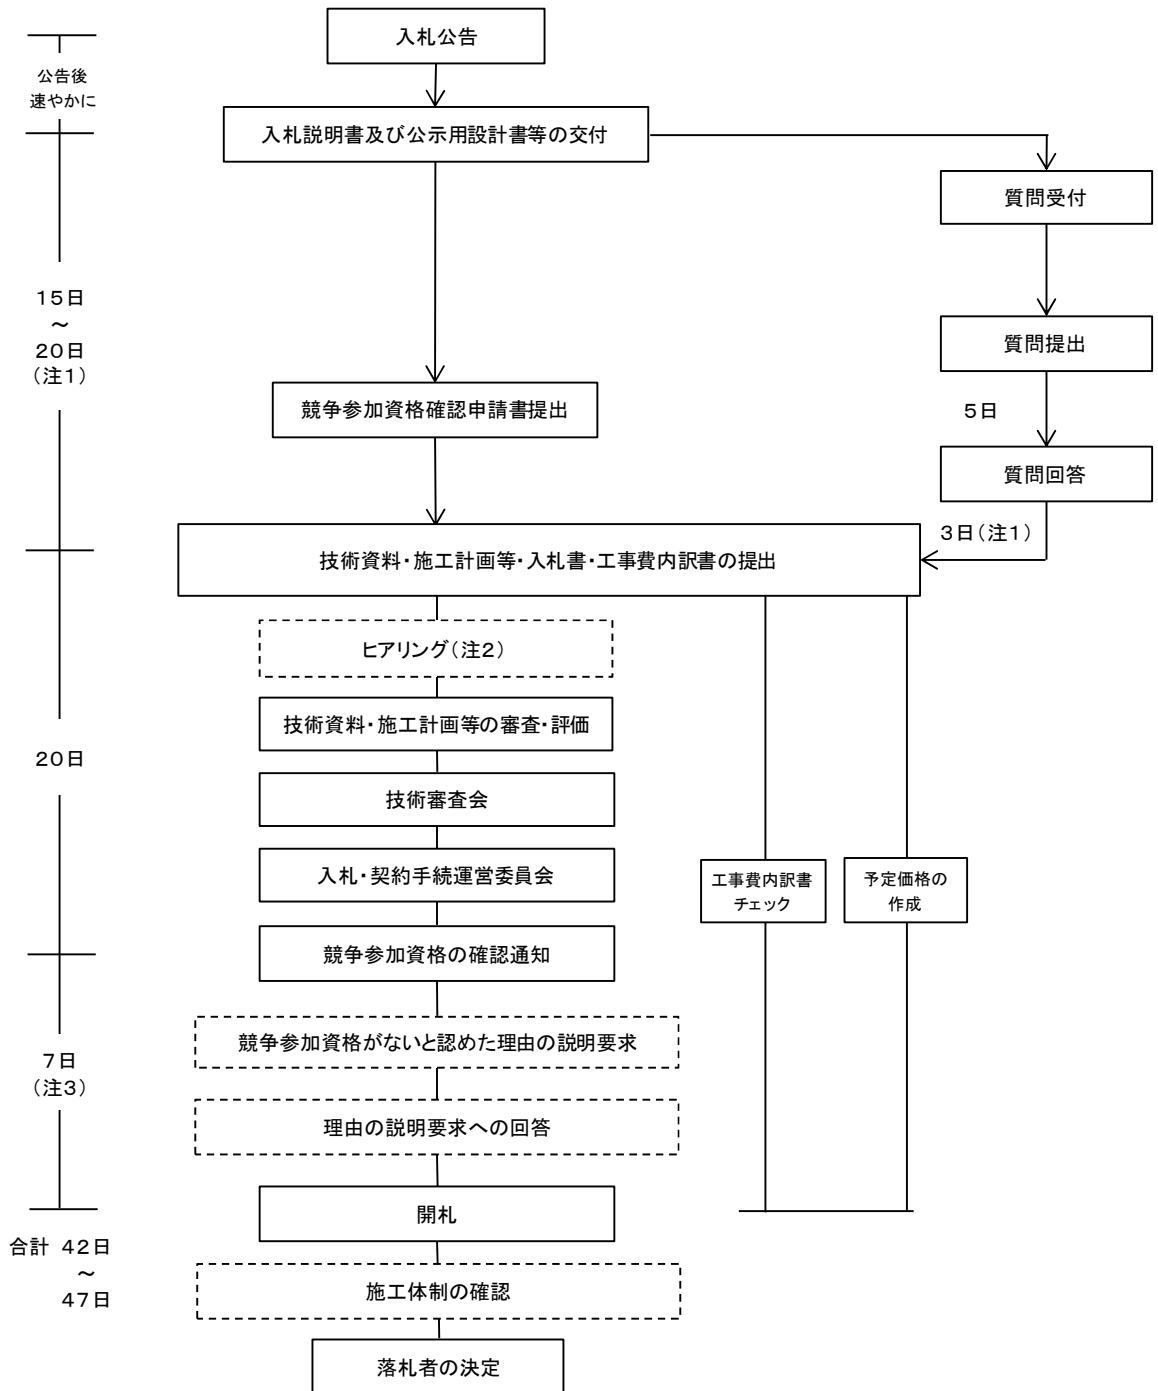 入札公告
公告後
速やかに
入札説明書及び公示用設計書等の交付
質問受付
15日
～
20日
（注1）
質問提出
競争参加資格確認申請書提出
5日
質問回答
3日（注1）
技術資料・施工計画等・入札書・工事費内訳書の提出
ヒアリング（注2）
技術資料・施工計画等の審査・評価
20日
技術審査会
入札・契約手続運営委員会
工事費内訳書
チェック
予定価格の
作成
競争参加資格の確認通知
競争参加資格がないと認めた理由の説明要求
7日
（注3）
理由の説明要求への回答
開札
合計 42日
～
47日
施工体制の確認
落札者の決定